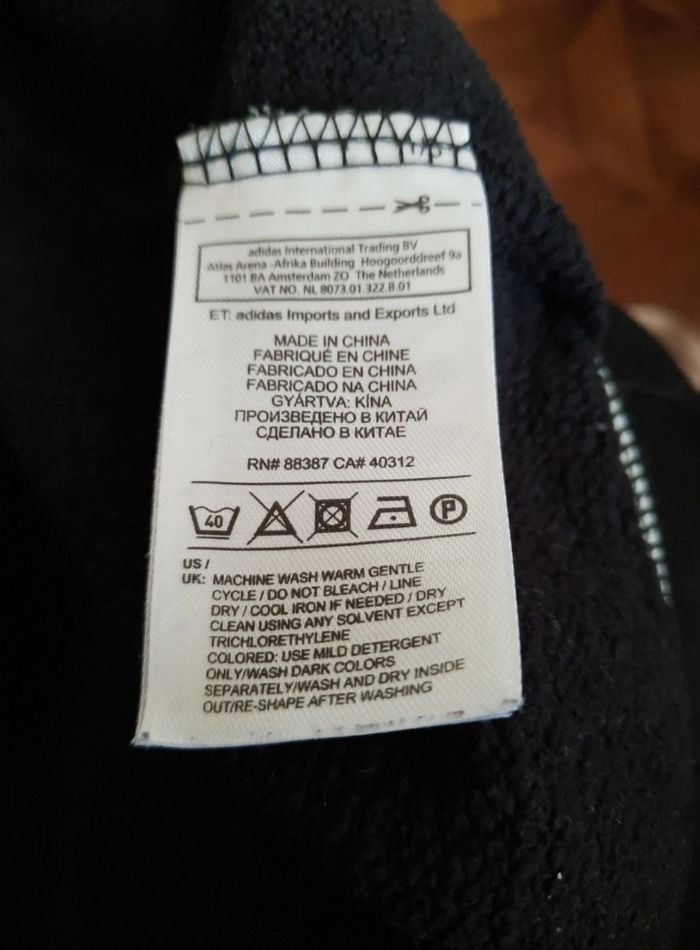 adidas International Trading BV
Atlas Arena -Afrika Building Hoogoorddreef 9a
1101 BA Amsterdam ZO The Netherlands
VAT NO. NL 8073.01.322.B.01
ET: adidas Imports and Exports Ltd
MADE IN CHINA
FABRIQUÉ EN CHINE
FABRICADO EN CHINA
FABRICADO NA CHINA
GYÁRTVA: KÍNA
ПРОИЗВЕДЕНО В КИТАЙ
СДЕЛАНО В КИТАЕ
RN# 88387 CA# 40312
40 P
US /
UK: MACHINE WASH WARM GENTLE
CYCLE / DO NOT BLEACH / LINE
DRY / COOL IRON IF NEEDED / DRY
CLEAN USING ANY SOLVENT EXCEPT
TRICHLORETHYLENE
COLORED: USE MILD DETERGENT
ONLY/WASH DARK COLORS
SEPARATELY/WASH AND DRY INSIDE
OUT/RE-SHAPE AFTER WASHING